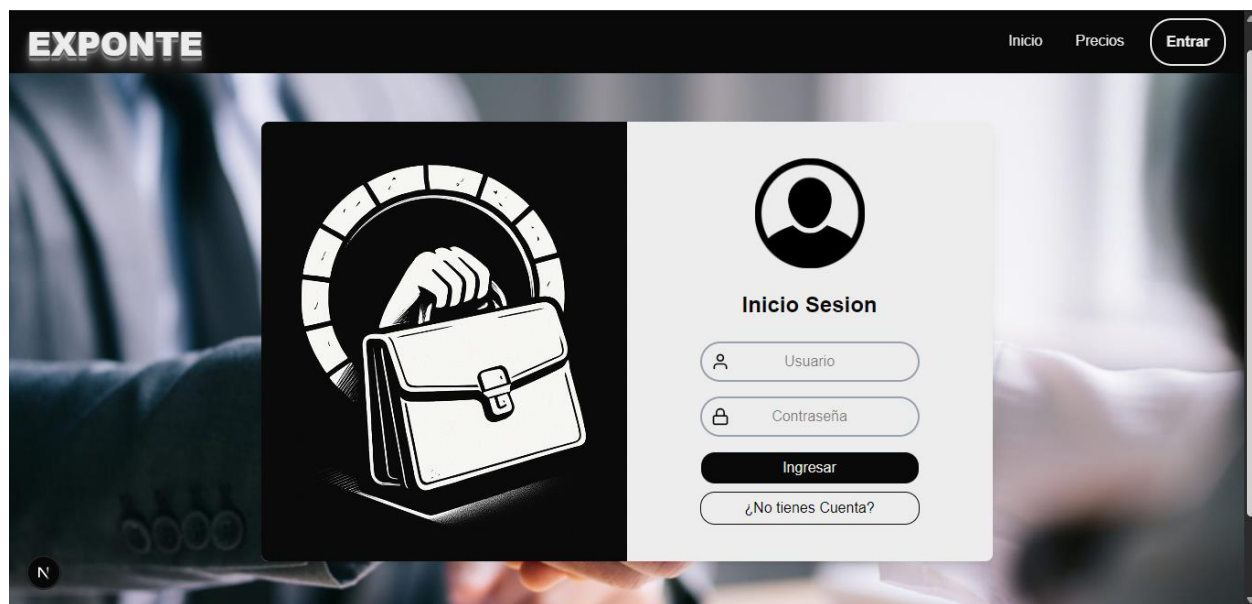 EXPONTE
Inicio Precios Entrar
Inicio Sesion
Usuario
Contraseña
Ingresar
¿No tienes Cuenta?
N